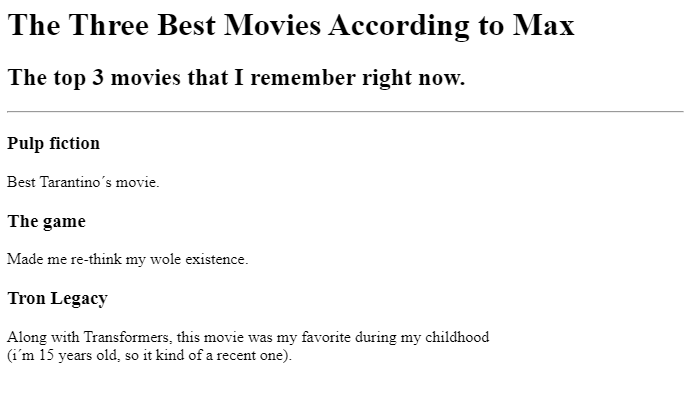 The Three Best Movies According to Max
The top 3 movies that I remember right now.
Pulp fiction
Best Tarantino´s movie.
The game
Made me re-think my wole existence.
Tron Legacy
Along with Transformers, this movie was my favorite during my childhood
(i´m 15 years old, so it kind of a recent one).